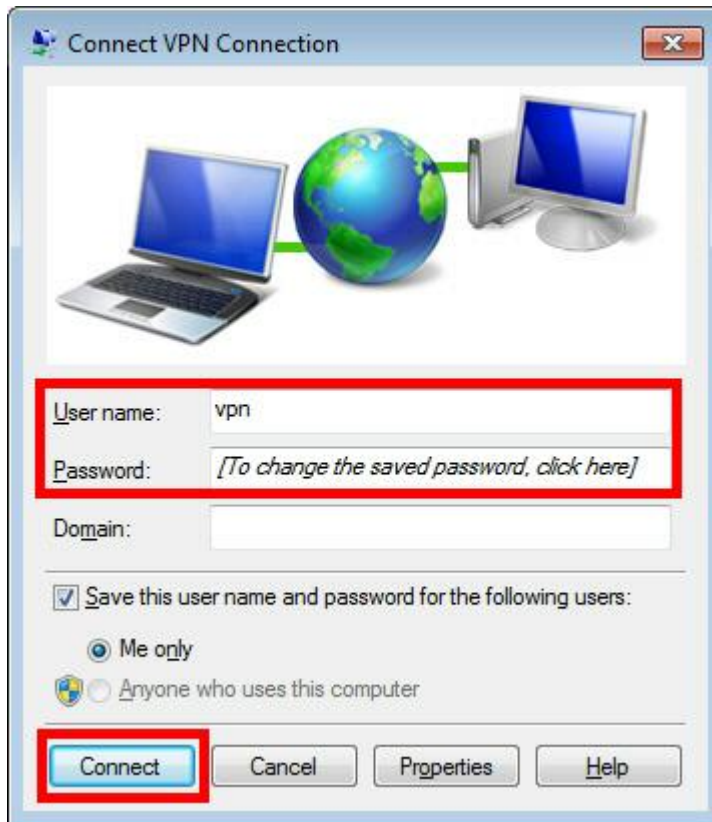 Connect VPN Connection
User name: vpn
Password: [To change the saved password, click here]
Domain:
Save this user name and password for the following users:
Me only
Anyone who uses this computer
Connect Cancel Properties Help